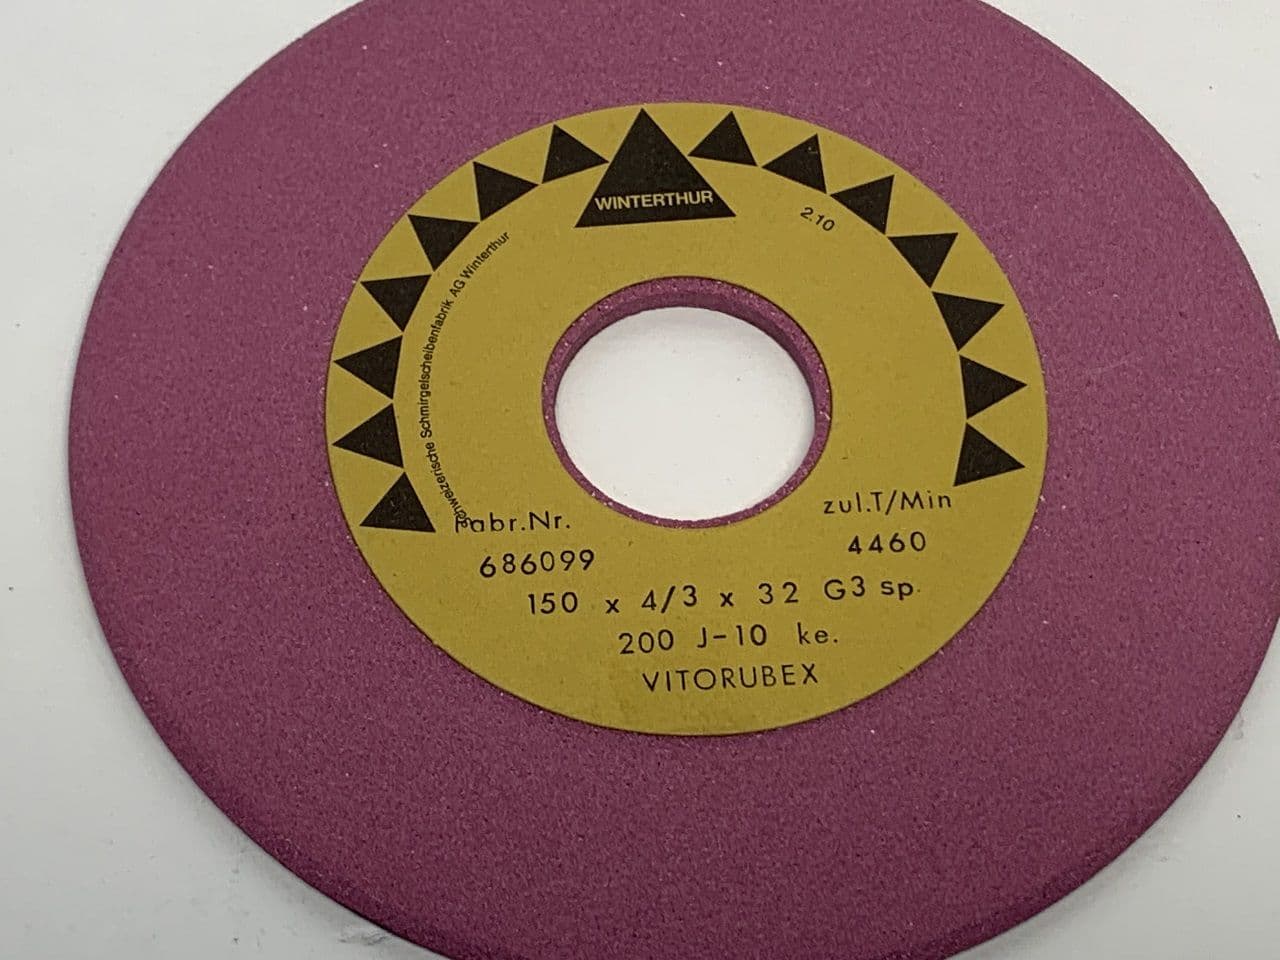 WINTERTHUR
2.10
Schweizerische Schmirgelscheibenfabrik AG Winterthur
Fabr.Nr.
zul.T/Min
686099
4460
150 x 4/3 x 32 G3 sp.
200 J-10 ke.
VITORUBEX